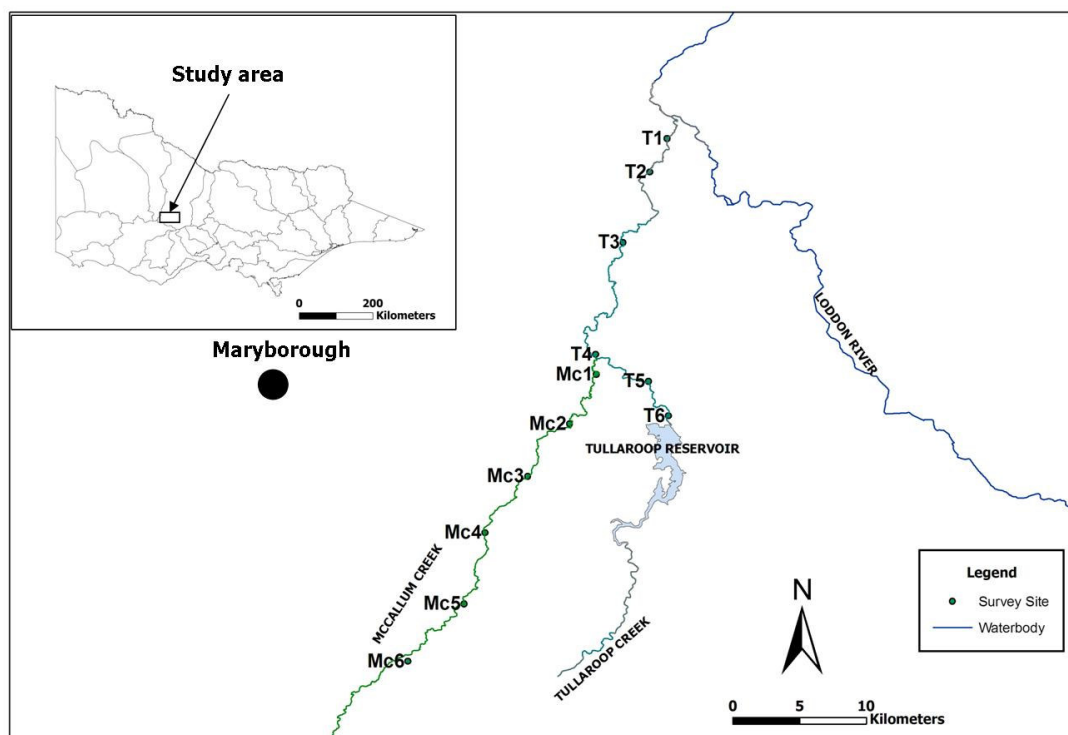 Study area
0 200
Kilometers
Maryborough
T1
T2
T3
T4
Mc1
T5
T6
Mc2
TULLAROOP RESERVOIR
Mc3
Mc4
Mc5
Mc6
MCCALLUM CREEK
TULLAROOP CREEK
LODDON RIVER
Legend
Survey Site
Waterbody
N
0 5 10
Kilometers